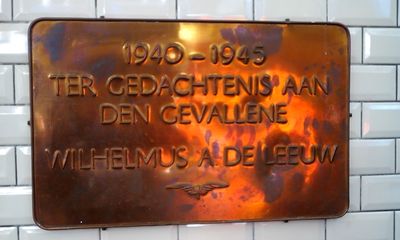 1940 - 1945
TER GEDACHTENIS AAN
DEN GEVALLENE
WILHELMUS A. DE LEEUW